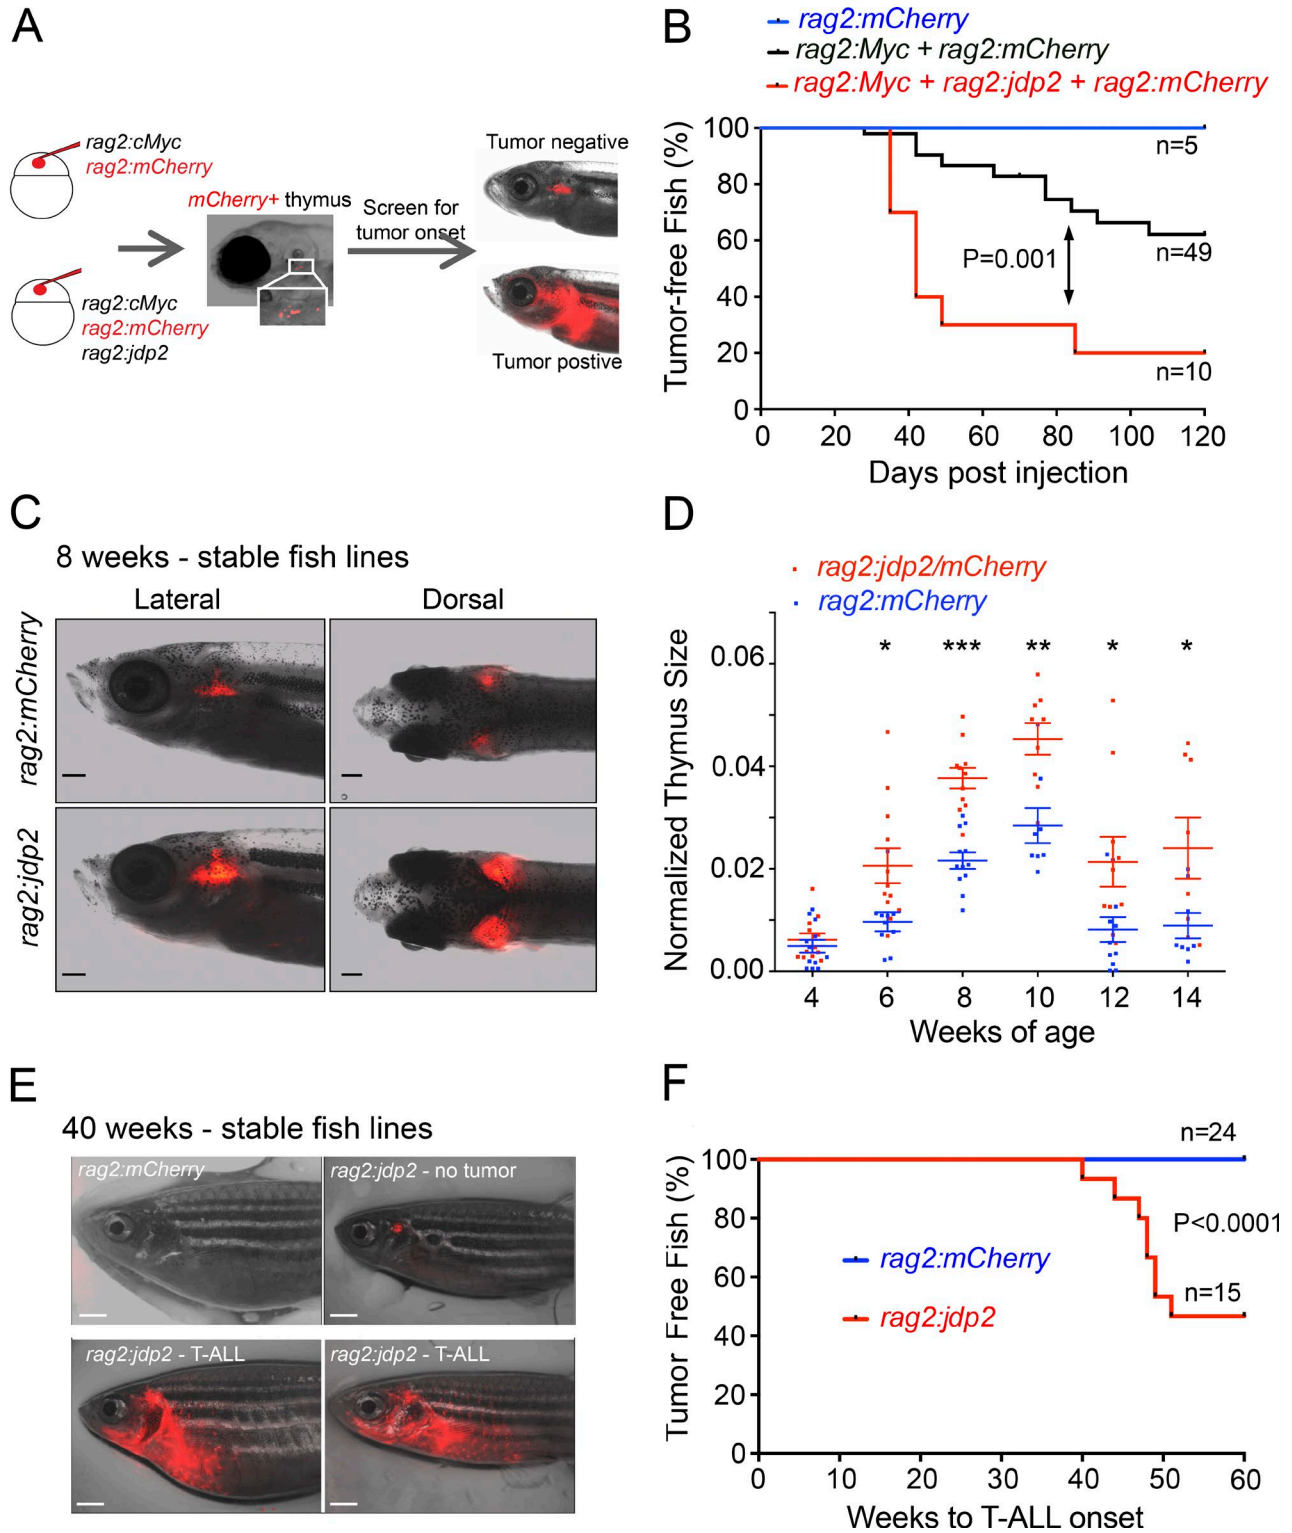 A
rag2:cMyc
rag2:mCherry
rag2:cMyc
rag2:mCherry
rag2:jdp2
mCherry+ thymus
Screen for
tumor onset
Tumor negative
Tumor postive
B
rag2:mCherry
rag2:Myc + rag2:mCherry
rag2:Myc + rag2:jdp2 + rag2:mCherry
Tumor-free Fish (%)
100
80
60
40
20
0
n=5
n=49
P=0.001
n=10
0 20 40 60 80 100 120
Days post injection
C
8 weeks - stable fish lines
Lateral Dorsal
rag2:mCherry
rag2:jdp2
D
rag2:jdp2/mCherry
rag2:mCherry
Normalized Thymus Size
* *** ** * *
0.06
0.04
0.02
0.00
4 6 8 10 12 14
Weeks of age
E
40 weeks - stable fish lines
rag2:mCherry
rag2:jdp2 - no tumor
rag2:jdp2 - T-ALL
rag2:jdp2 - T-ALL
F
Tumor Free Fish (%)
n=24
100
80
60
40
20
0
P<0.0001
rag2:mCherry
n=15
rag2:jdp2
0 10 20 30 40 50 60
Weeks to T-ALL onset